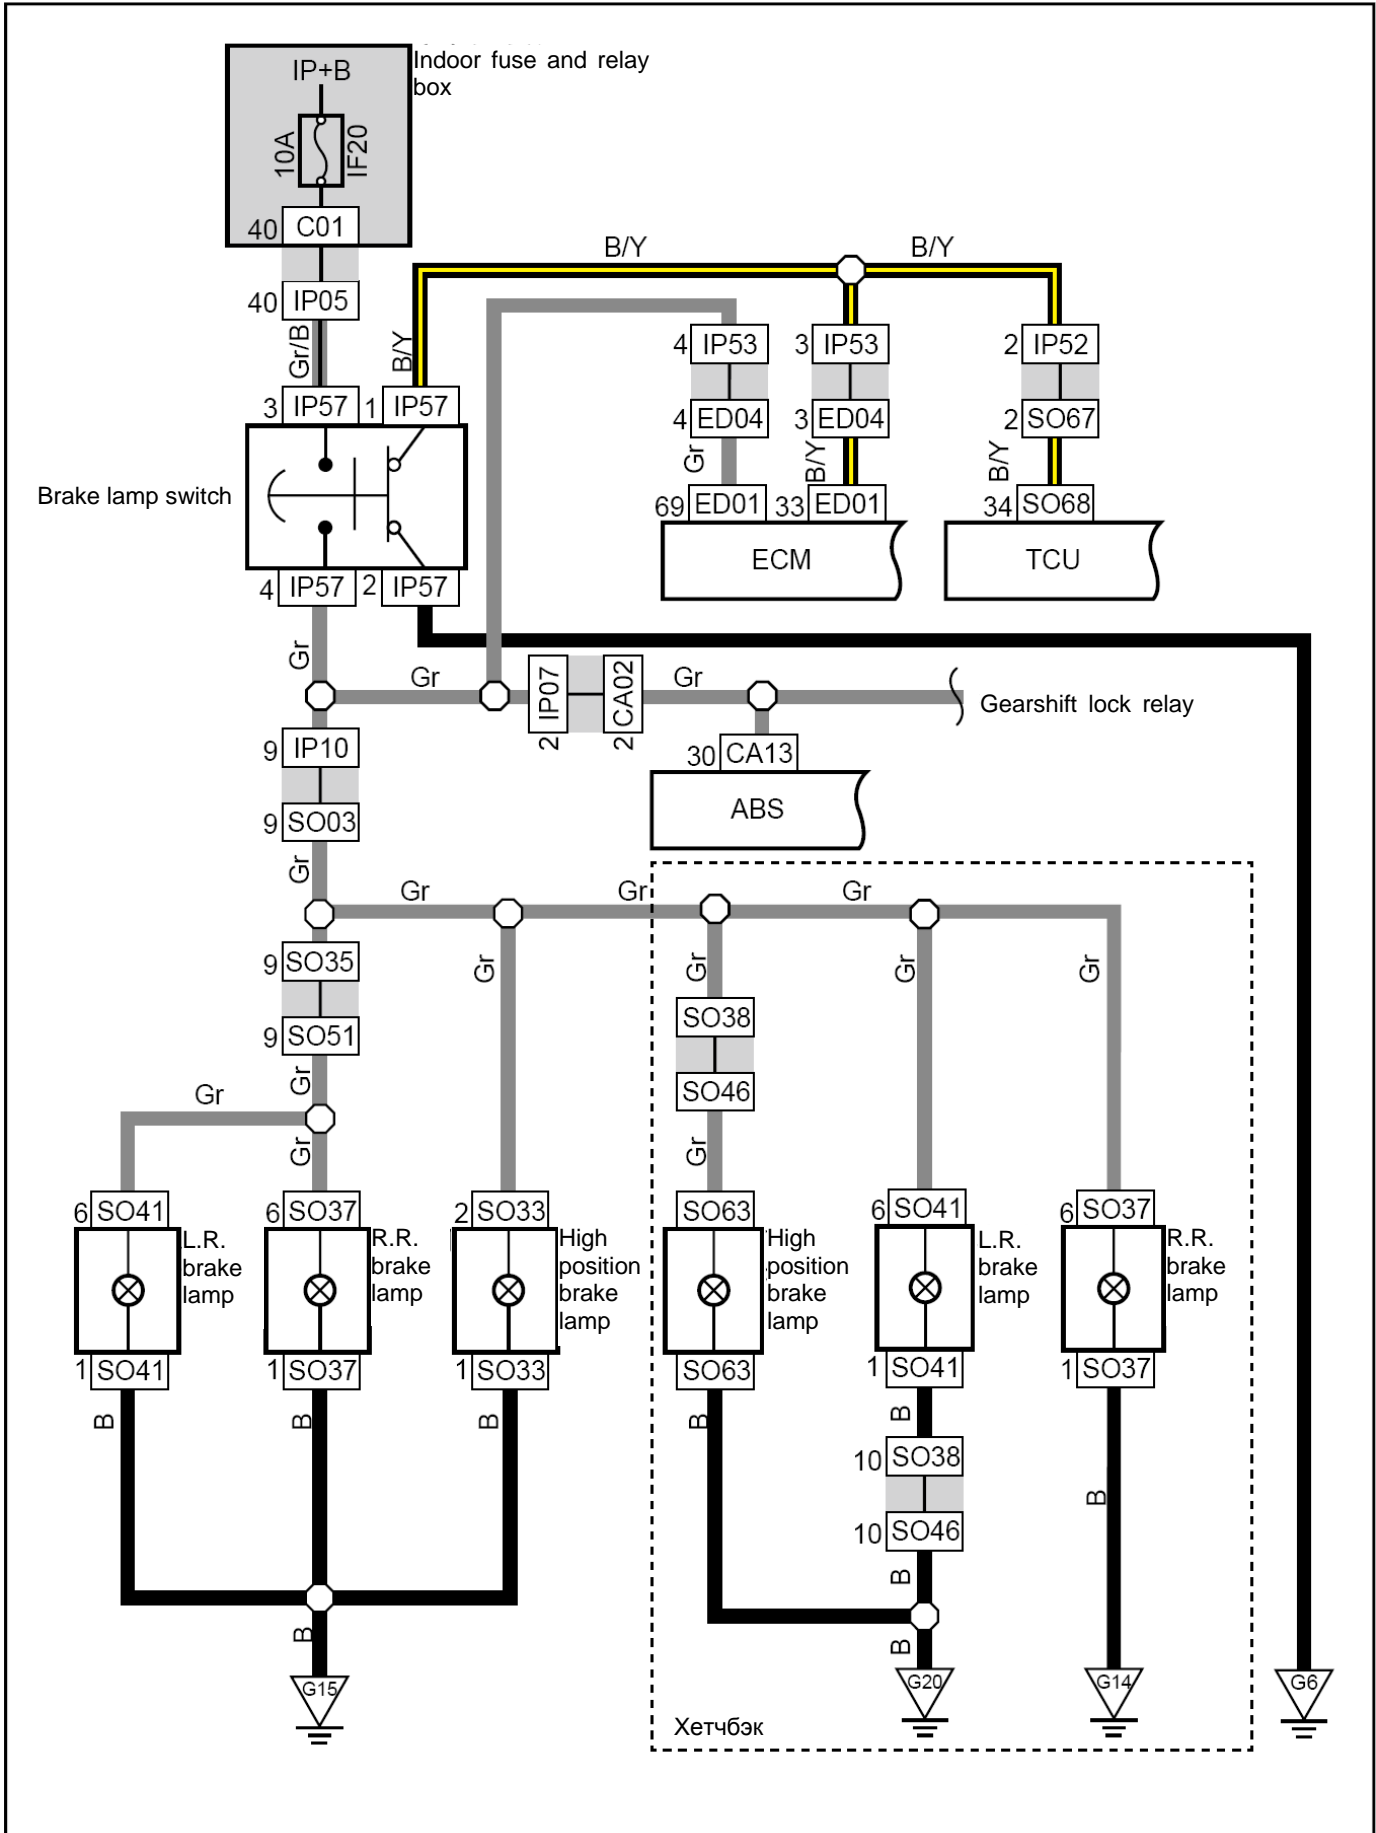 Indoor fuse and relay
box
IP+B
10A
IF20
40 C01
40 IP05
Gr/B
B/Y
B/Y
B/Y
3 IP57
1 IP57
Brake lamp switch
4 IP57
2 IP57
4 IP53
3 IP53
2 IP52
4 ED04
3 ED04
2 SO67
Gr
B/Y
B/Y
69 ED01
33 ED01
34 SO68
ECM
TCU
Gr
Gr
2 IP07
2 CA02
Gr
Gearshift lock relay
9 IP10
30 CA13
ABS
9 SO03
Gr
Gr
Gr
Gr
9 SO35
Gr
Gr
Gr
Gr
9 SO51
SO38
SO46
Gr
Gr
Gr
Gr
6 SO41
6 SO37
2 SO33
SO63
6 SO41
6 SO37
L.R.
brake
lamp
R.R.
brake
lamp
High
position
brake
lamp
High
position
brake
lamp
L.R.
brake
lamp
R.R.
brake
lamp
1 SO41
1 SO37
1 SO33
SO63
1 SO41
1 SO37
B
B
B
B
B
10 SO38
B
10 SO46
B
B
B
G15
G20
G14
G6
Хетчбэк